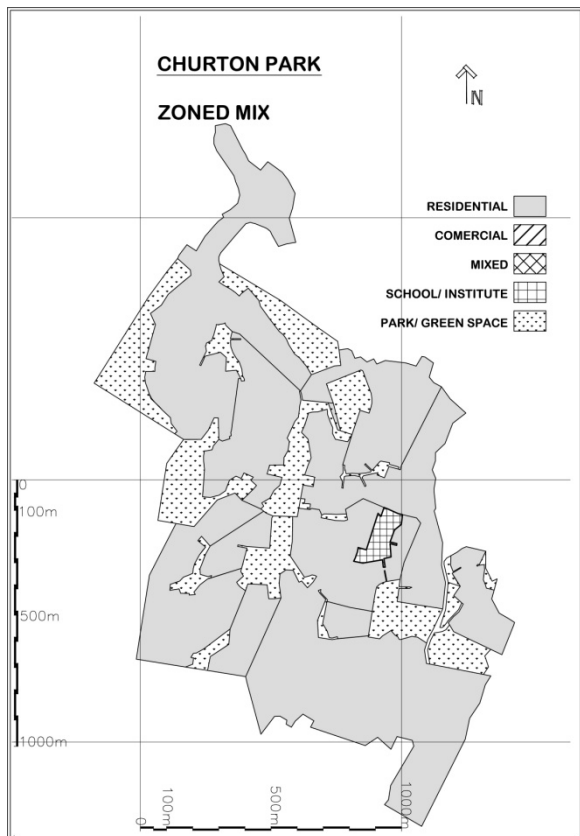 CHURTON PARK
ZONED MIX
N
RESIDENTIAL
COMERCIAL
MIXED
SCHOOL/ INSTITUTE
PARK/ GREEN SPACE
0
100m
500m
1000m
0
100m
500m
1000m